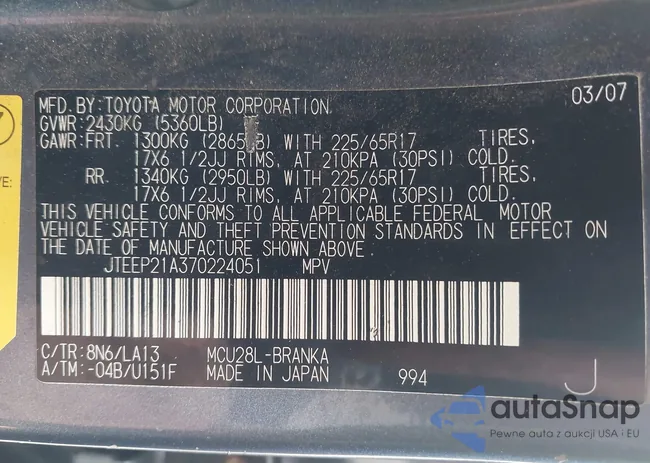 MFD. BY: TOYOTA MOTOR CORPORATION 03/07
GVWR: 2430KG (5360LB)
GAWR: FRT. 1300KG (2865LB) WITH 225/65R17 TIRES,
17X6 1/2JJ RIMS, AT 210KPA (30PSI) COLD.
RR. 1340KG (2950LB) WITH 225/65R17 TIRES,
17X6 1/2JJ RIMS, AT 210KPA (30PSI) COLD.
THIS VEHICLE CONFORMS TO ALL APPLICABLE FEDERAL MOTOR
VEHICLE SAFETY AND THEFT PREVENTION STANDARDS IN EFFECT ON
THE DATE OF MANUFACTURE SHOWN ABOVE.
JTEEP21A370224051 MPV
C/TR: 8N6/LA13 MCU28L-BRANKA
A/TM: -04B/U151F MADE IN JAPAN 994 J
VE:
autoSnap
Pewne auta z aukcji USA i EU